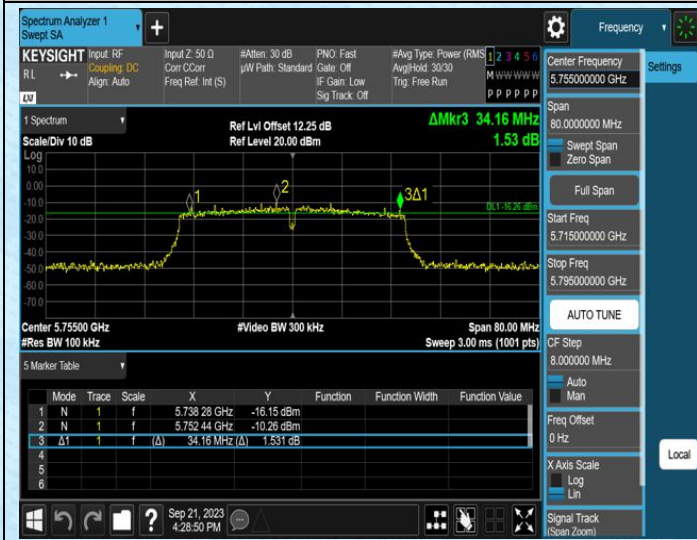 Spectrum Analyzer 1
Swept SA
+
Frequency
KEYSIGHT
RL
Input: RF
Coupling: DC
Align: Auto
Input Z: 50 Ω
Corr CCorr
Freq Ref: Int (S)
#Atten: 30 dB
µW Path: Standard
PNO: Fast
Gate: Off
IF Gain: Low
Sig Track: Off
#Avg Type: Power (RMS
Avg|Hold: 30/30
Trig: Free Run
1 2 3 4 5 6
M W W W W W
P P P P P P
LXI
1 Spectrum
Scale/Div 10 dB
Ref Lvl Offset 12.25 dB
Ref Level 20.00 dBm
ΔMkr3 34.16 MHz
1.53 dB
Log
10.0
0.00
-10.0
-20.0
-30.0
-40.0
-50.0
-60.0
-70.0
1
2
3Δ1
DL1 -16.26 dBm
Center 5.75500 GHz
#Res BW 100 kHz
#Video BW 300 kHz
Span 80.00 MHz
Sweep 3.00 ms (1001 pts)
5 Marker Table
Mode Trace Scale X Y Function Function Width Function Value
1 N 1 f 5.738 28 GHz -16.15 dBm
2 N 1 f 5.752 44 GHz -10.26 dBm
3 Δ1 1 f (Δ) 34.16 MHz (Δ) 1.531 dB
4
5
6
?
Sep 21, 2023
4:28:50 PM
Center Frequency
5.755000000 GHz
Span
80.0000000 MHz
Swept Span
Zero Span
Full Span
Start Freq
5.715000000 GHz
Stop Freq
5.795000000 GHz
AUTO TUNE
CF Step
8.000000 MHz
Auto
Man
Freq Offset
0 Hz
X Axis Scale
Log
Lin
Signal Track
(Span Zoom)
Settings
Local